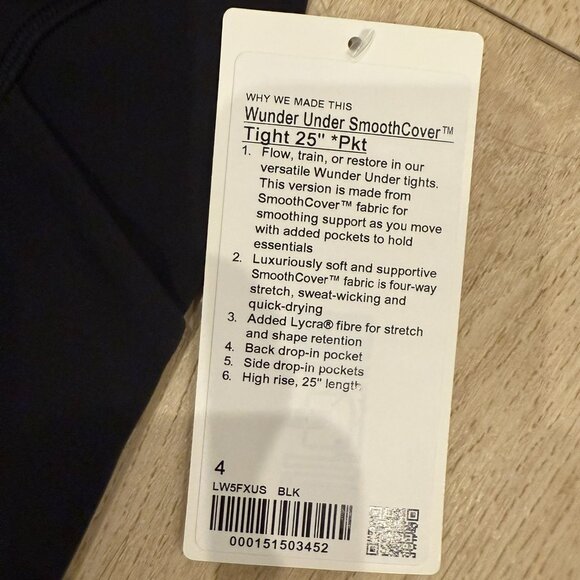 WHY WE MADE THIS
Wunder Under SmoothCover™
Tight 25" *Pkt
1. Flow, train, or restore in our
versatile Wunder Under tights.
This version is made from
SmoothCover™ fabric for
smoothing support as you move
with added pockets to hold
essentials
2. Luxuriously soft and supportive
SmoothCover™ fabric is four-way
stretch, sweat-wicking and
quick-drying
3. Added Lycra® fibre for stretch
and shape retention
4. Back drop-in pocket
5. Side drop-in pockets
6. High rise, 25" length
4
LW5FXUS BLK
000151503452